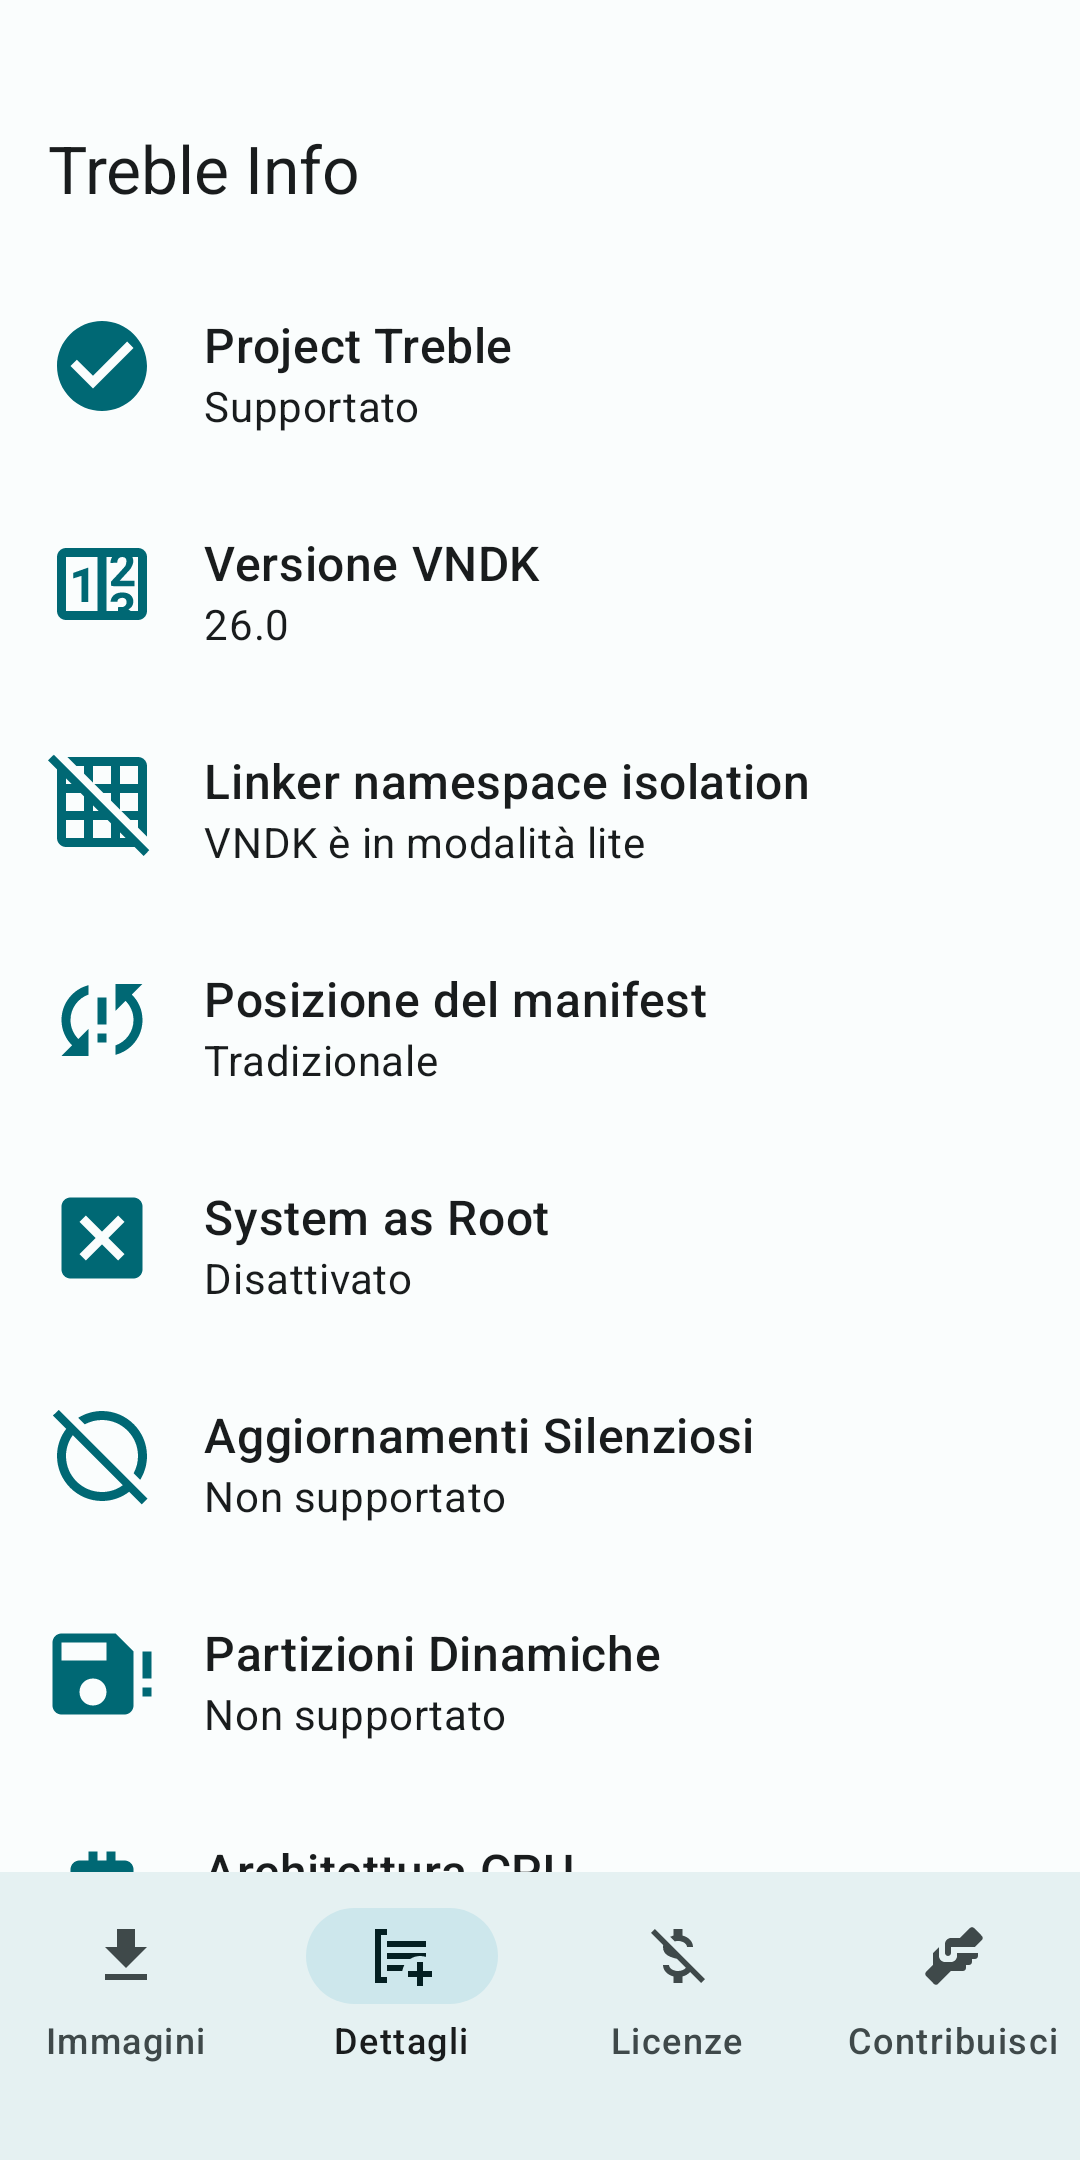 Treble Info
Project Treble
Supportato
Versione VNDK
26.0
Linker namespace isolation
VNDK è in modalità lite
Posizione del manifest
Tradizionale
System as Root
Disattivato
Aggiornamenti Silenziosi
Non supportato
Partizioni Dinamiche
Non supportato
Architettura CPU
Immagini
Dettagli
Licenze
Contribuisci